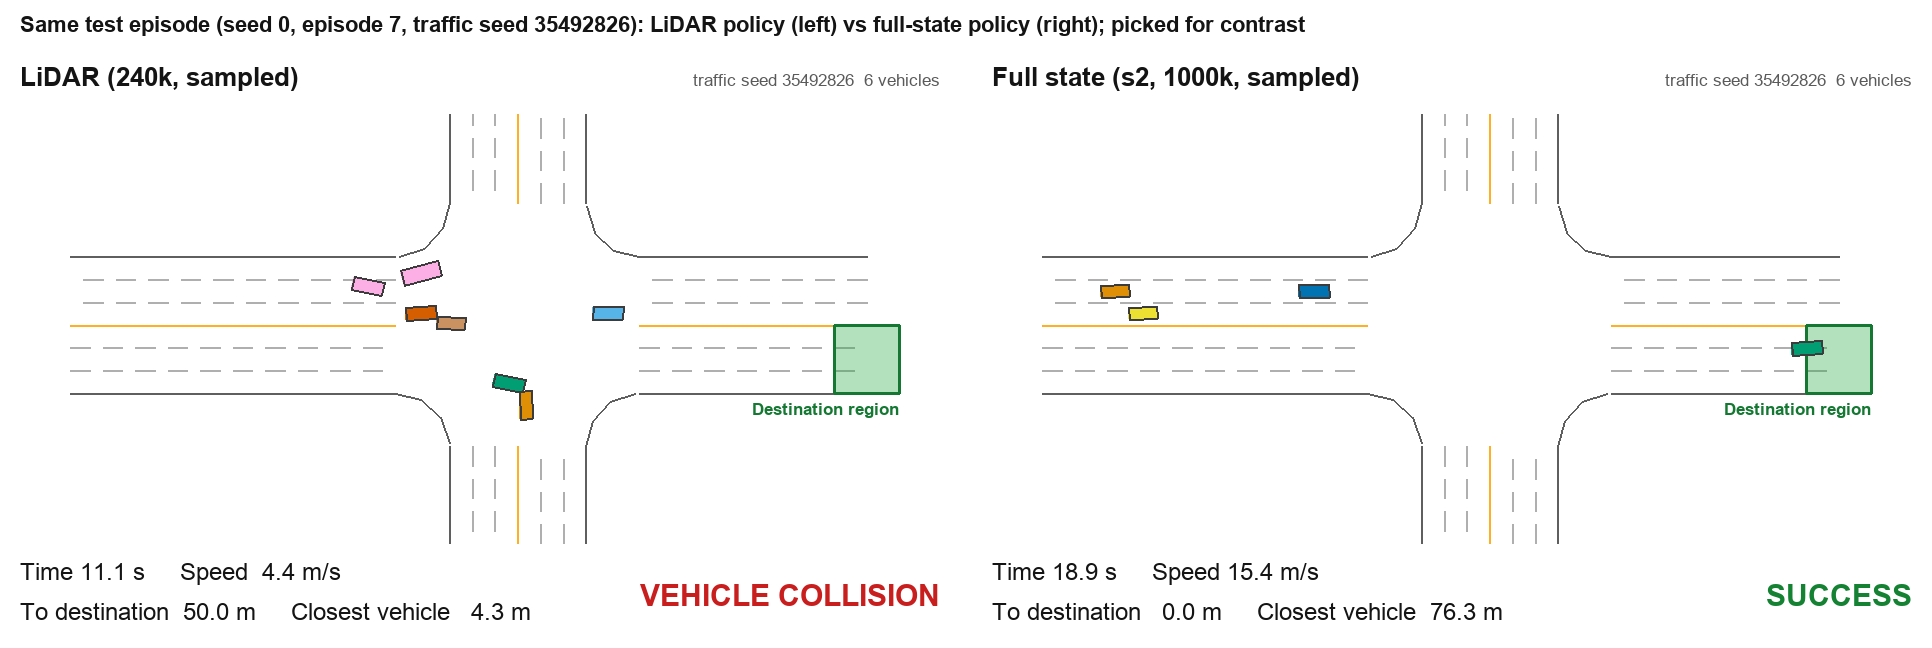 Same test episode (seed 0, episode 7, traffic seed 35492826): LiDAR policy (left) vs full-state policy (right); picked for contrast
LiDAR (240k, sampled)
traffic seed 35492826  6 vehicles
Destination region
Time 11.1 s  Speed  4.4 m/s
To destination  50.0 m  Closest vehicle  4.3 m
VEHICLE COLLISION
Full state (s2, 1000k, sampled)
traffic seed 35492826  6 vehicles
Destination region
Time 18.9 s  Speed 15.4 m/s
To destination  0.0 m  Closest vehicle  76.3 m
SUCCESS